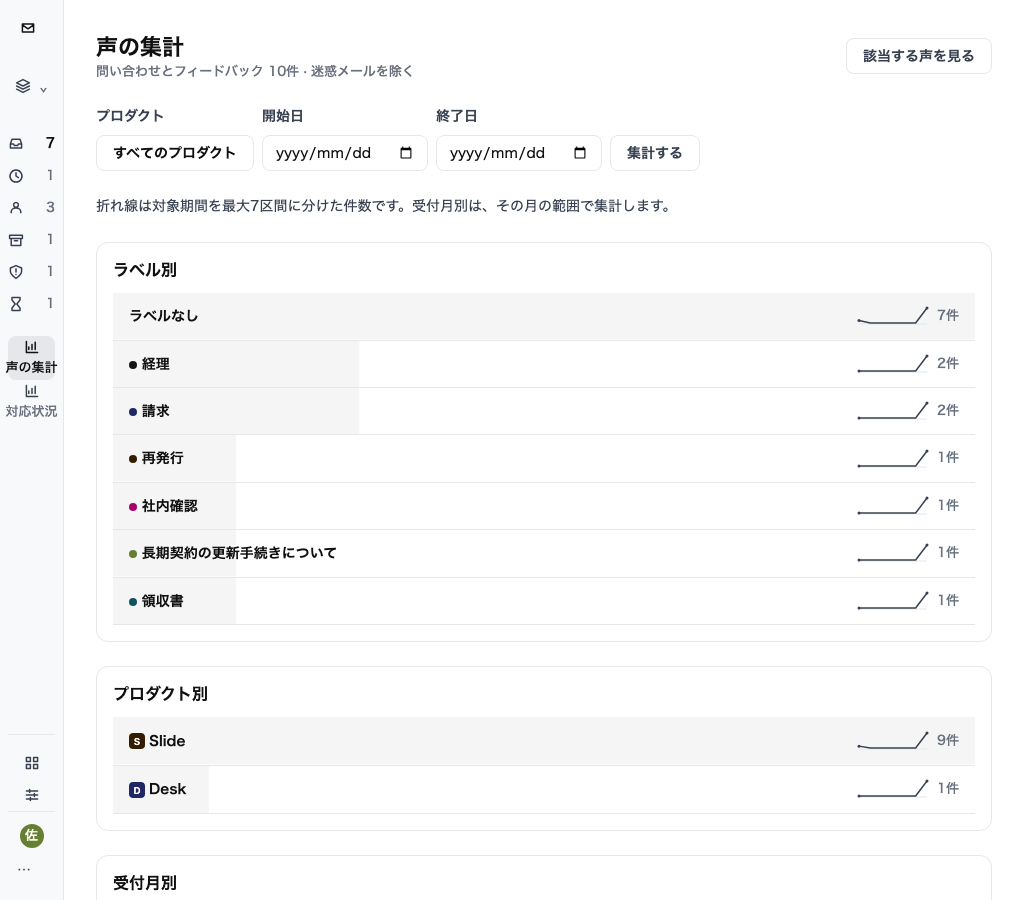 声の集計
問い合わせとフィードバック 10件 · 迷惑メールを除く
該当する声を見る
プロダクト
開始日
終了日
すべてのプロダクト
yyyy/mm/dd
yyyy/mm/dd
集計する
折れ線は対象期間を最大7区間に分けた件数です。受付月別は、その月の範囲で集計します。
7
1
3
1
1
1
声の集計
対応状況
佐
…
ラベル別
ラベルなし 7件
経理 2件
請求 2件
再発行 1件
社内確認 1件
長期契約の更新手続きについて 1件
領収書 1件
プロダクト別
S Slide 9件
D Desk 1件
受付月別